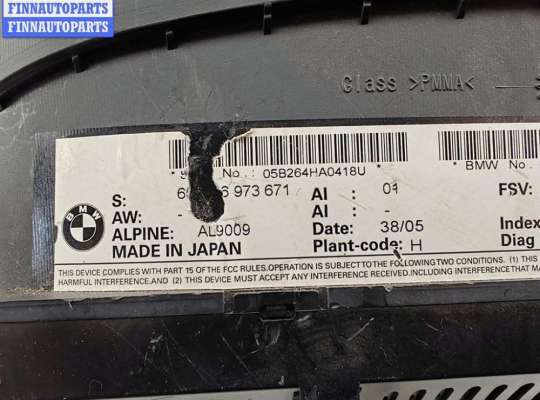 FINNAUTOPARTS
FINNAUTOPARTS
Glass >PMMA<
No. : 05B264HA0418U * * BMW No. :
S: 973 671 AI : 01 FSV:
AW: - AI : -
ALPINE: AL9009 Date: 38/05 Index
MADE IN JAPAN Plant-code: H Diag
BMW
THIS DEVICE COMPLIES WITH PART 15 OF THE FCC RULES.OPERATION IS SUBJECT TO THE FOLLOWING TWO CONDITIONS. (1) THIS
HARMFUL INTERFERENCE,AND (2) THIS DEVICE MUST ACCEPT ANY INTERFERENCE RECEIVED,INCLUDING INTERFERENCE THAT MA